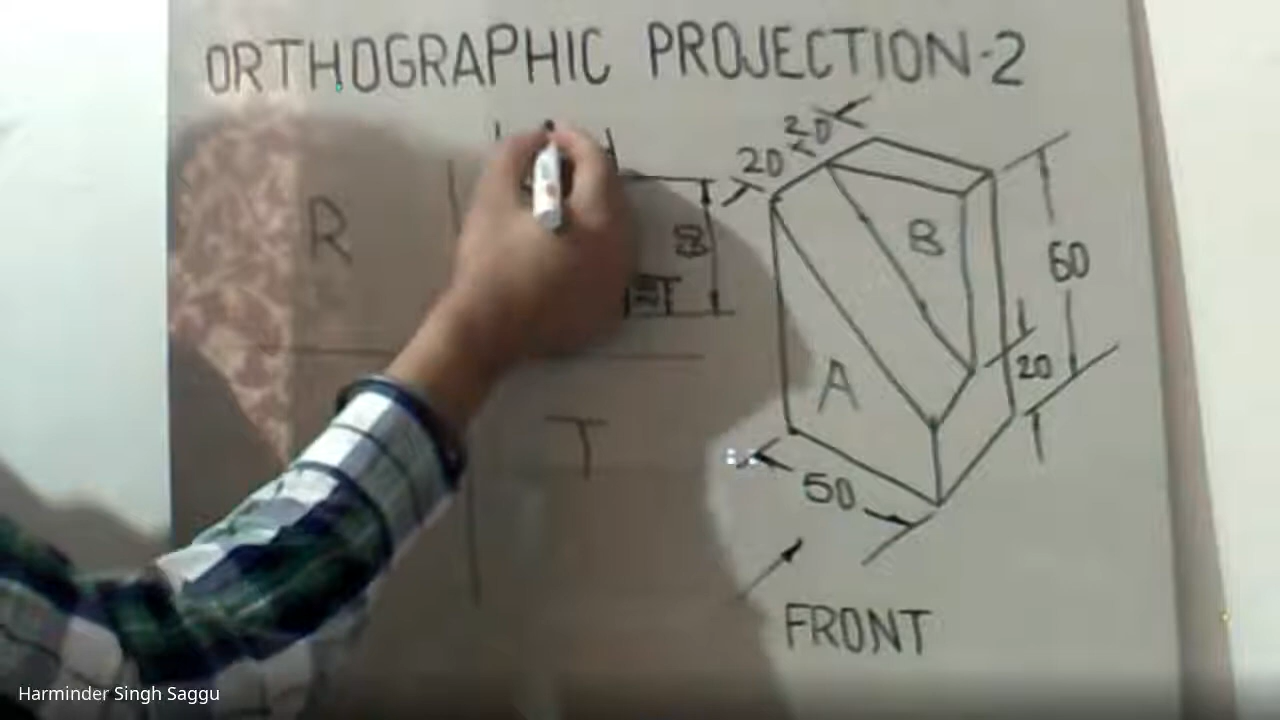 ORTHOGRAPHIC PROJECTION-2
20
20
R
B
60
20
A
T
50
FRONT
Harminder Singh Saggu